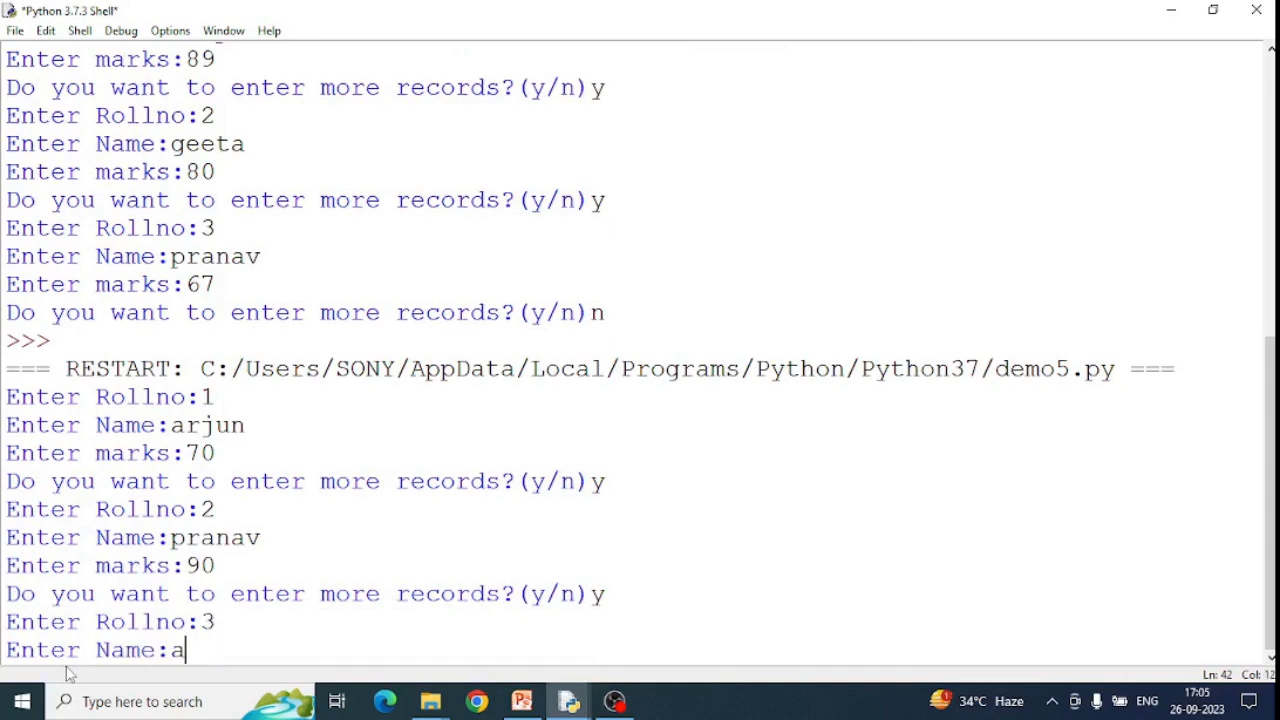 *Python 3.7.3 Shell*
File Edit Shell Debug Options Window Help
Enter marks:89
Do you want to enter more records?(y/n)y
Enter Rollno:2
Enter Name:geeta
Enter marks:80
Do you want to enter more records?(y/n)y
Enter Rollno:3
Enter Name:pranav
Enter marks:67
Do you want to enter more records?(y/n)n
>>>
=== RESTART: C:/Users/SONY/AppData/Local/Programs/Python/Python37/demo5.py ===
Enter Rollno:1
Enter Name:arjun
Enter marks:70
Do you want to enter more records?(y/n)y
Enter Rollno:2
Enter Name:pranav
Enter marks:90
Do you want to enter more records?(y/n)y
Enter Rollno:3
Enter Name:a
Ln: 42 Col: 12
Type here to search
34°C Haze
ENG
17:05
26-09-2023